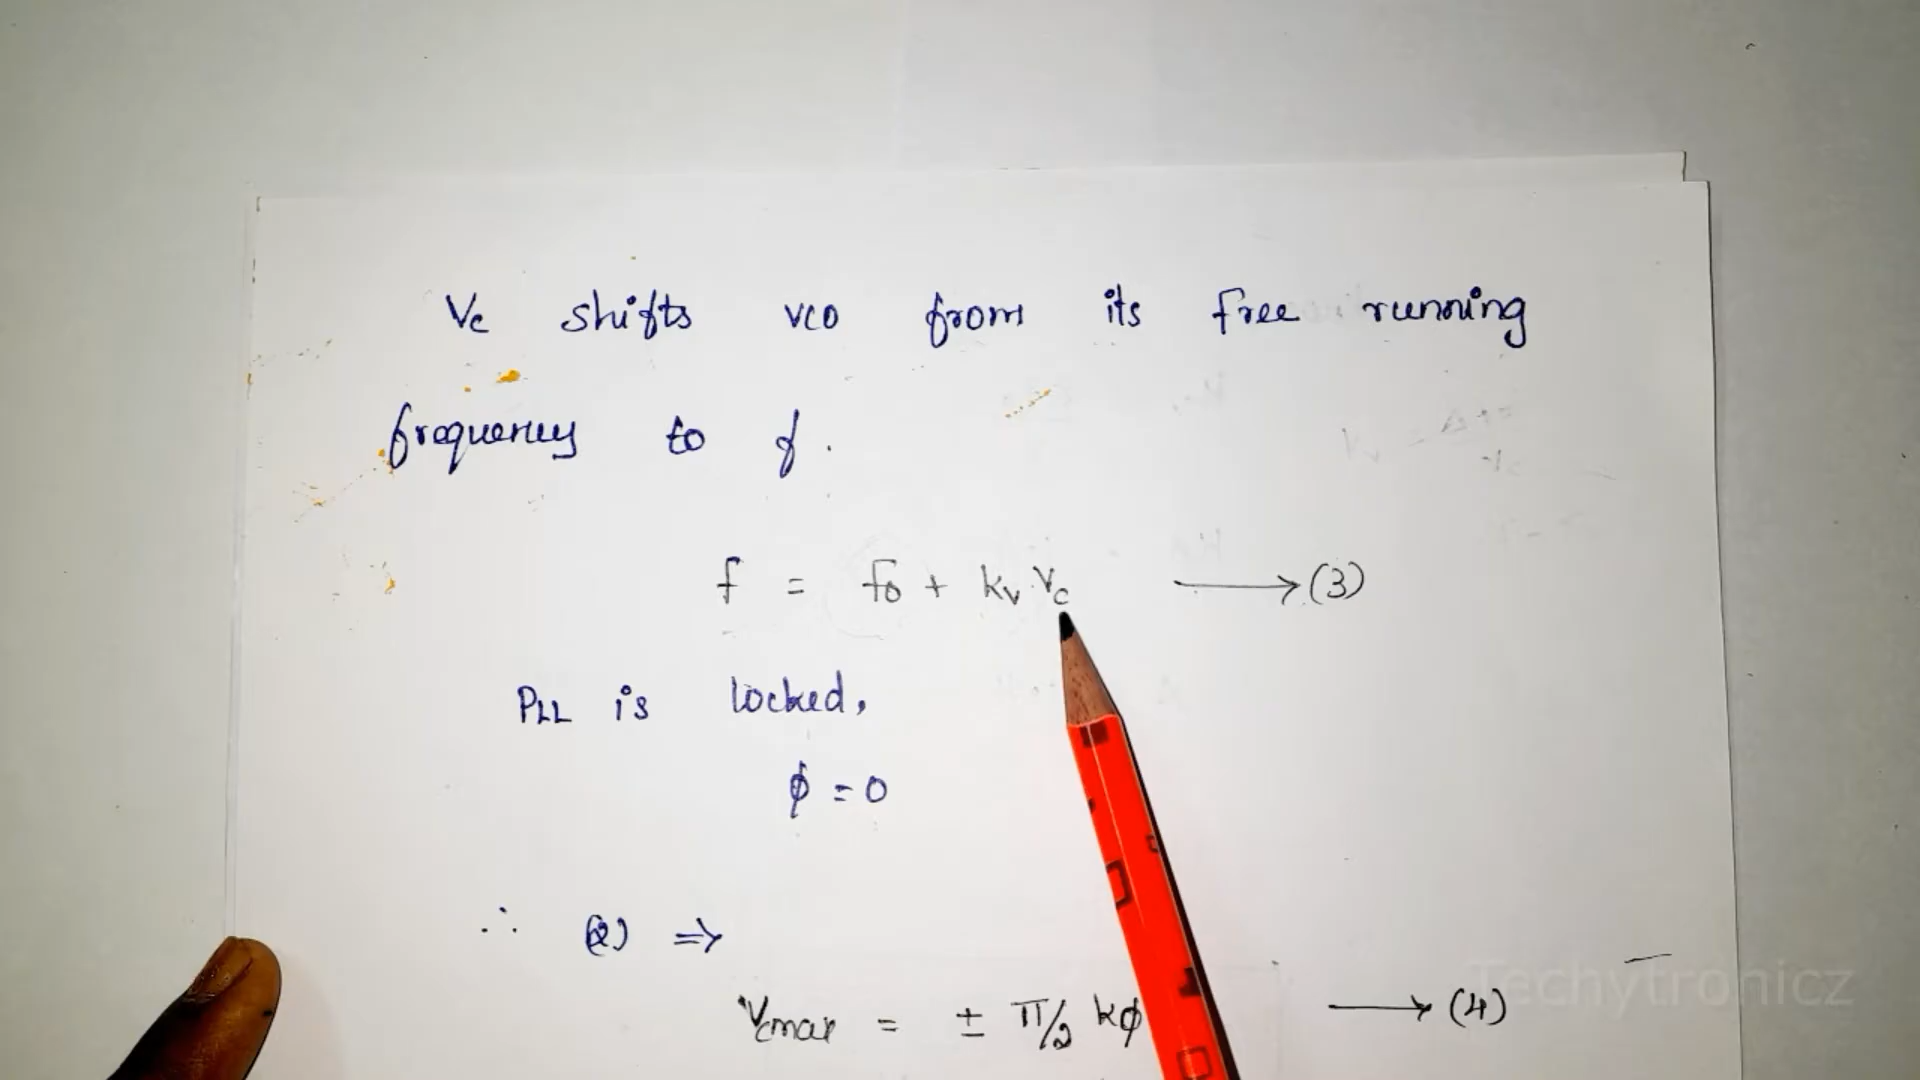 Vc shifts VCO from its free running
frequency to f.
f = fo + kv Vc ⟶ (3)
PLL is locked,
ϕ = 0
∴ (2) ⇒
Vcmax = ± π/2 kϕ ⟶ (4)
Techytronicz